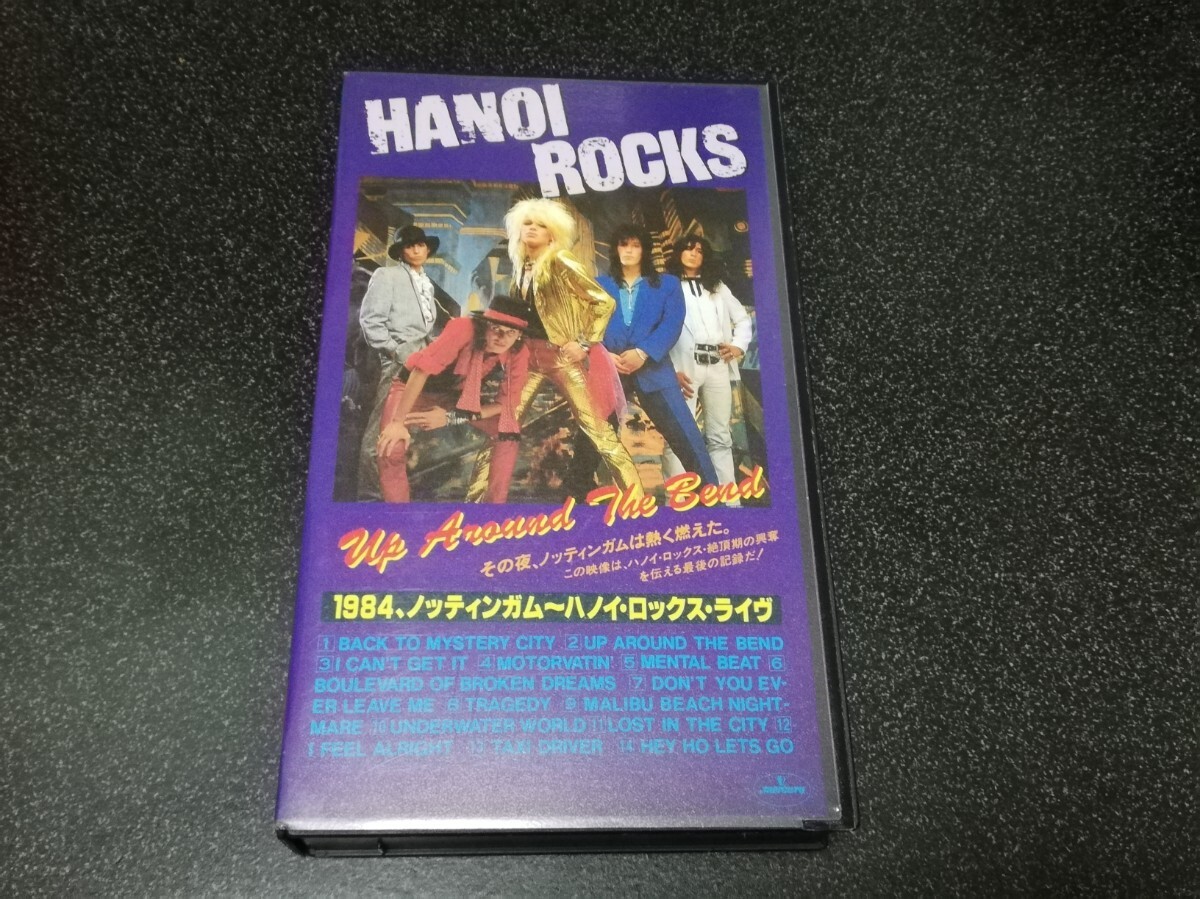 HANOI
ROCKS
Up Around The Bend
その夜、ノッティンガムは熱く燃えた。
この映像は、ハノイ・ロックス・絶頂期の興奮
を伝える最後の記録だ!
1984、ノッティンガム〜ハノイ・ロックス・ライヴ
1 BACK TO MYSTERY CITY 2 UP AROUND THE BEND
3 I CAN'T GET IT 4 MOTORVATIN' 5 MENTAL BEAT 6
BOULEVARD OF BROKEN DREAMS 7 DON'T YOU EV-
ER LEAVE ME 8 TRAGEDY 9 MALIBU BEACH NIGHT-
MARE 10 UNDERWATER WORLD 11 LOST IN THE CITY 12
I FEEL ALRIGHT 13 TAXI DRIVER 14 HEY HO LETS GO
mercury